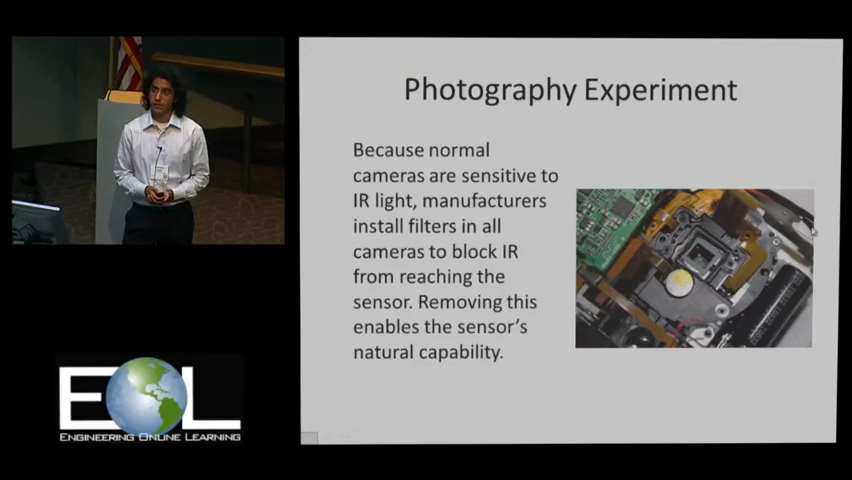 Photography Experiment
Because normal
cameras are sensitive to
IR light, manufacturers
install filters in all
cameras to block IR
from reaching the
sensor. Removing this
enables the sensor's
natural capability.
EOL
ENGINEERING ONLINE LEARNING